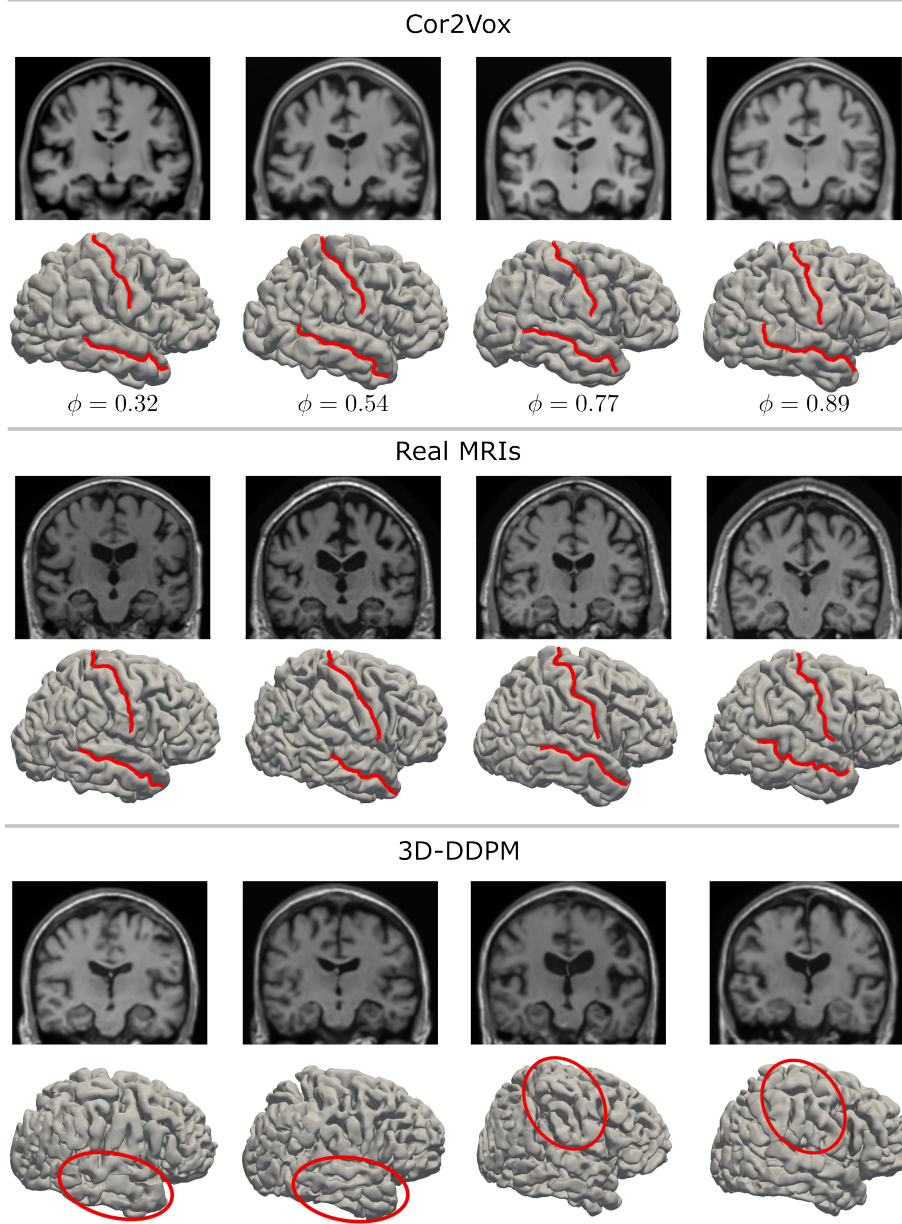 Cor2Vox
ϕ = 0.32
ϕ = 0.54
ϕ = 0.77
ϕ = 0.89
Real MRIs
3D-DDPM